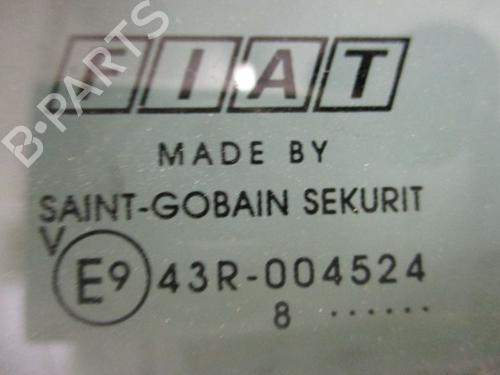 B-PARTS
FIAT
MADE BY
SAINT-GOBAIN SEKURIT
V
E9 43R-004524
8 ......